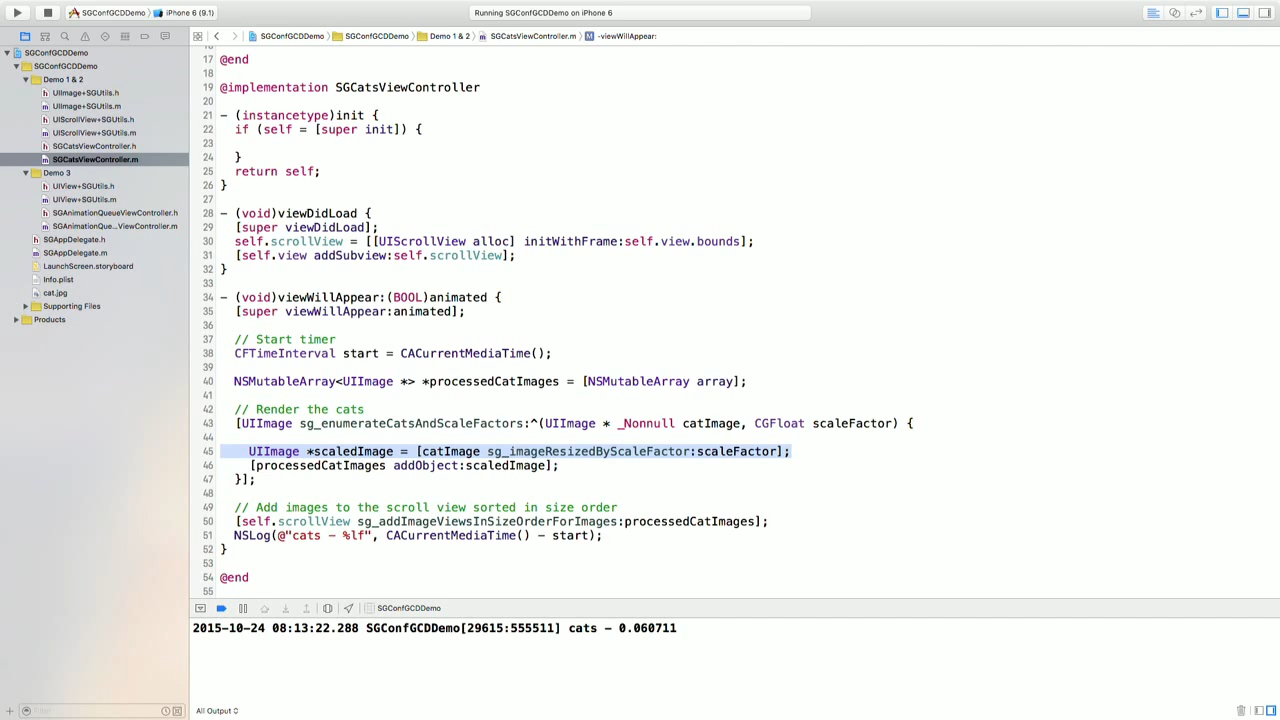 SGConfGCDDemo iPhone 6 (9.1)
Running SGConfGCDDemo on iPhone 6
SGConfGCDDemo SGConfGCDDemo Demo 1 & 2 SGCatsViewController.m -viewWillAppear:
SGConfGCDDemo
SGConfGCDDemo
Demo 1 & 2
UIImage+SGUtils.h
UIImage+SGUtils.m
UIScrollView+SGUtils.h
UIScrollView+SGUtils.m
SGCatsViewController.h
SGCatsViewController.m
Demo 3
UIView+SGUtils.h
UIView+SGUtils.m
SGAnimationQueueViewController.h
SGAnimationQue...ViewController.m
SGAppDelegate.h
SGAppDelegate.m
LaunchScreen.storyboard
Info.plist
cat.jpg
Supporting Files
Products
Filter
17 @end
18
19 @implementation SGCatsViewController
20
21 - (instancetype)init {
22 if (self = [super init]) {
23
24 }
25 return self;
26 }
27
28 - (void)viewDidLoad {
29 [super viewDidLoad];
30 self.scrollView = [[UIScrollView alloc] initWithFrame:self.view.bounds];
31 [self.view addSubview:self.scrollView];
32 }
33
34 - (void)viewWillAppear:(BOOL)animated {
35 [super viewWillAppear:animated];
36
37 // Start timer
38 CFTimeInterval start = CACurrentMediaTime();
39
40 NSMutableArray<UIImage *> *processedCatImages = [NSMutableArray array];
41
42 // Render the cats
43 [UIImage sg_enumerateCatsAndScaleFactors:^(UIImage * _Nonnull catImage, CGFloat scaleFactor) {
44
45 UIImage *scaledImage = [catImage sg_imageResizedByScaleFactor:scaleFactor];
46 [processedCatImages addObject:scaledImage];
47 }];
48
49 // Add images to the scroll view sorted in size order
50 [self.scrollView sg_addImageViewsInSizeOrderForImages:processedCatImages];
51 NSLog(@"cats - %lf", CACurrentMediaTime() - start);
52 }
53
54 @end
55
SGConfGCDDemo
2015-10-24 08:13:22.288 SGConfGCDDemo[29615:555511] cats - 0.060711
All Output